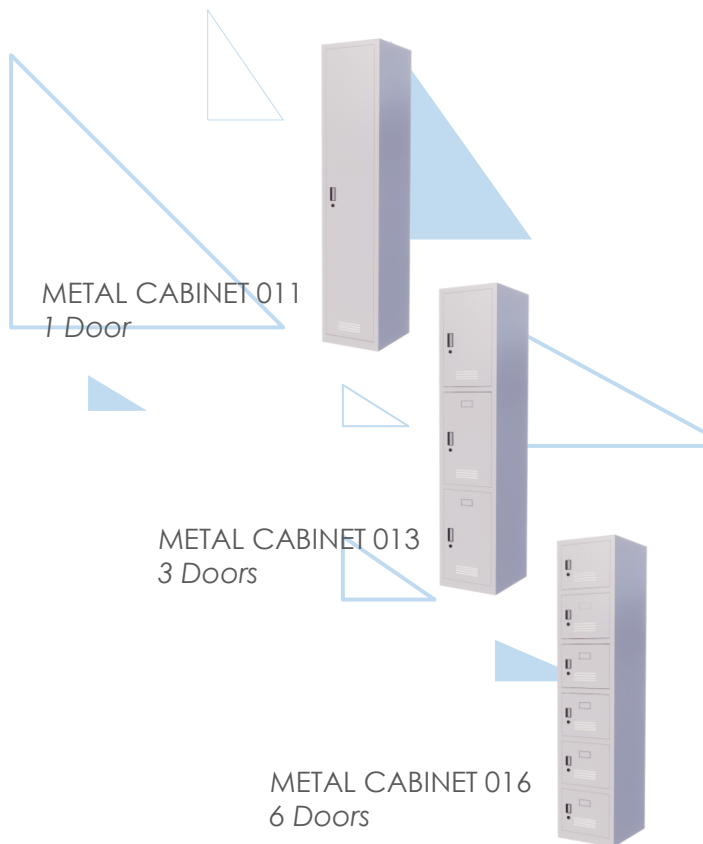 METAL CABINET 011
1 Door
METAL CABINET 013
3 Doors
METAL CABINET 016
6 Doors